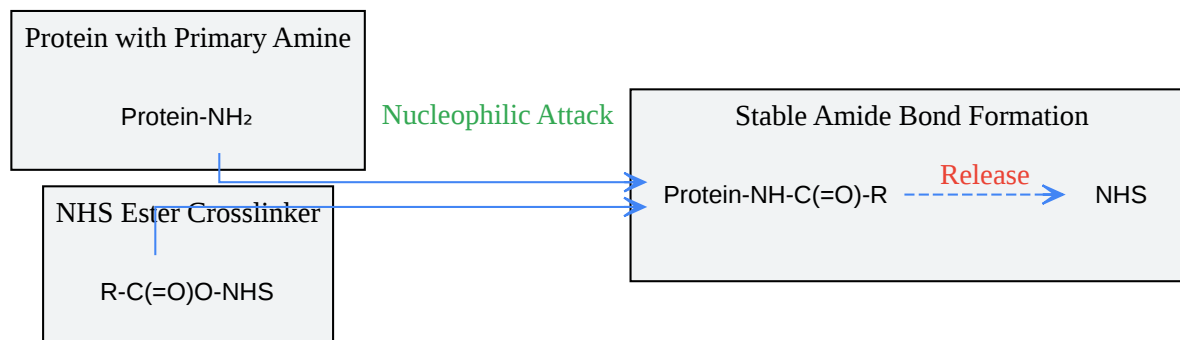 Protein with Primary Amine
Protein-NH₂
Nucleophilic Attack
NHS Ester Crosslinker
R-C(=O)O-NHS
Stable Amide Bond Formation
Protein-NH-C(=O)-R
Release
NHS